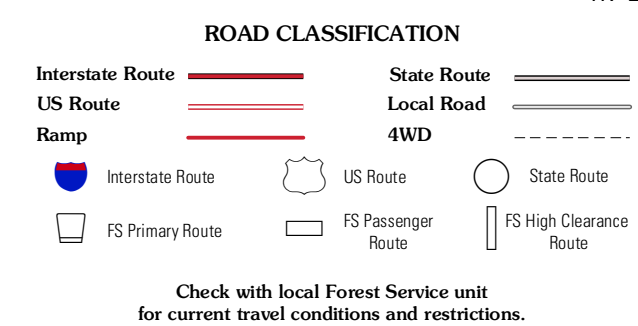 ROAD CLASSIFICATION
Interstate Route
State Route
US Route
Local Road
Ramp
4WD
Interstate Route
US Route
State Route
FS Primary Route
FS Passenger
Route
FS High Clearance
Route
Check with local Forest Service unit
for current travel conditions and restrictions.